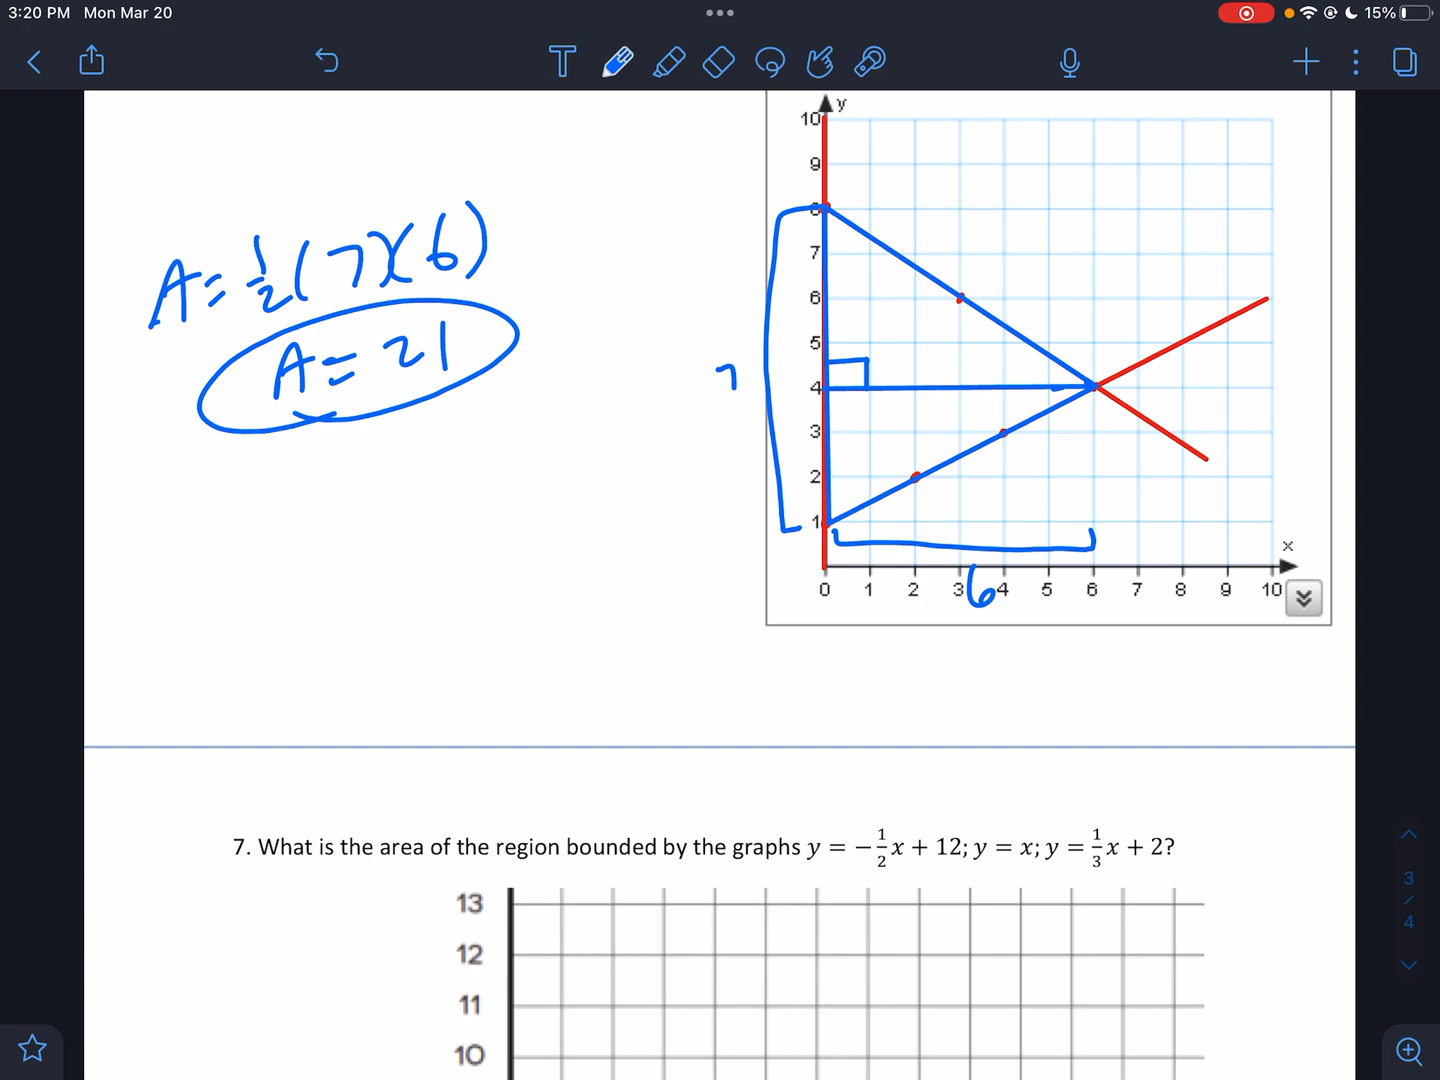 3:20 PM Mon Mar 20
15%
T
y
10
9
8
7
6
5
4
3
2
1
x
0 1 2 3 4 5 6 7 8 9 10
A = 1/2 (7)(6)
A = 21
7
6
7. What is the area of the region bounded by the graphs y = −1/2x + 12; y = x; y = 1/3x + 2?
13
12
11
10
3
/
4